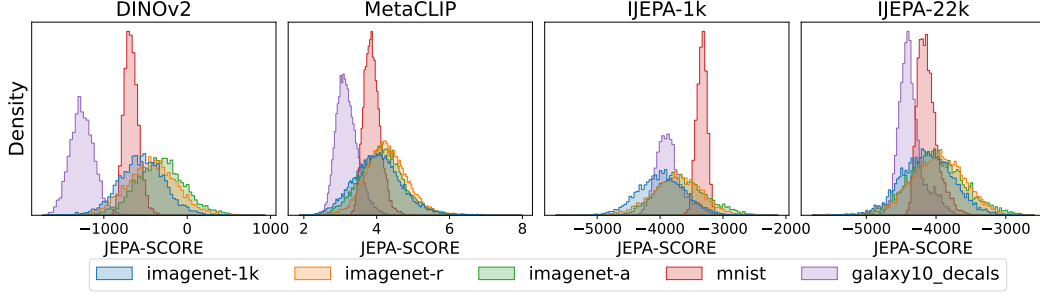 DINOv2 MetaCLIP IJEPA-1k IJEPA-22k
Density
−1000 0 1000 2 4 6 8 −5000 −4000 −3000 −2000 −5000 −4000 −3000
JEPA-SCORE JEPA-SCORE JEPA-SCORE JEPA-SCORE
imagenet-1k imagenet-r imagenet-a mnist galaxy10_decals